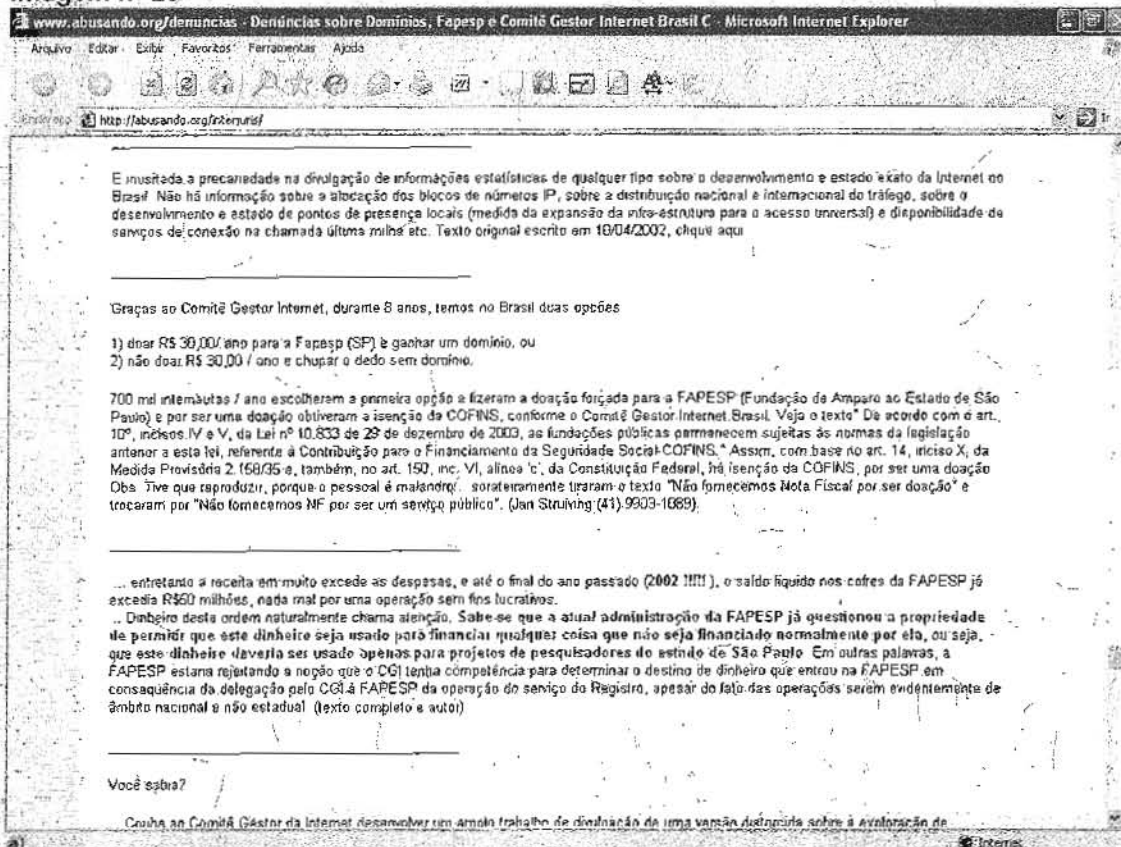 www.abusando.org/denuncias - Denúncias sobre Domínios, Fapesp e Comitê Gestor Internet Brasil C - Microsoft Internet Explorer
Arquivo Editar Exibir Favoritos Ferramentas Ajuda
http://abusando.org/interjuris/
É inusitada a precariedade na divulgação de informações estatísticas de qualquer tipo sobre o desenvolvimento e estado exato da Internet no
Brasil Não há informação sobre a alocação dos blocos de números IP, sobre a distribuição nacional e internacional do tráfego, sobre o
desenvolvimento e estado de pontos de presença locais (medida da expansão da infra-estrutura para o acesso universal) e disponibilidade de
serviços de conexão na chamada última milha etc. Texto original escrito em 18/04/2002, clique aqui
Graças ao Comitê Gestor Internet, durante 8 anos, temos no Brasil duas opções
1) doar R$ 30,00/ ano para a Fapesp (SP) e ganhar um domínio, ou
2) não doar R$ 30,00 / ano e chupar o dedo sem domínio.
700 mil internautas / ano escolheram a primeira opção e fizeram a doação forçada para a FAPESP (Fundação de Amparo ao Estado de São
Paulo) e por ser uma doação obtiveram a isenção da COFINS, conforme o Comitê Gestor Internet Brasil. Veja o texto" De acordo com o art.
10º, incisos IV e V, da Lei nº 10.833 de 29 de dezembro de 2003, as fundações públicas permanecem sujeitas às normas da legislação
anterior a esta lei, referente à Contribuição para o Financiamento da Seguridade Social-COFINS." Assim, com base no art. 14, inciso X, da
Medida Provisória 2.158/35 e, também, no art. 150, inc. VI, alínea 'c', da Constituição Federal, há isenção da COFINS, por ser uma doação
Obs Tive que reproduzir, porque o pessoal é malandro/ sorrateiramente tiraram o texto "Não fornecemos Nota Fiscal por ser doação" e
trocaram por "Não fornecemos NF por ser um serviço público". (Jan Struiving (41) 9903-1089)
... entretanto a receita em muito excede as despesas, e até o final do ano passado (2002 !!!!! ), o saldo líquido nos cofres da FAPESP já
excedia R$60 milhões, nada mal por uma operação sem fins lucrativos.
.. Dinheiro desta ordem naturalmente chama atenção. Sabe-se que a atual administração da FAPESP já questionou a propriedade
de permitir que este dinheiro seja usado para financiar qualquer coisa que não seja financiado normalmente por ela, ou seja,
que este dinheiro deveria ser usado apenas para projetos de pesquisadores do estado de São Paulo Em outras palavras, a
FAPESP estaria rejeitando a noção que o CGI tenha competência para determinar o destino de dinheiro que entrou na FAPESP em
conseqüência da delegação pelo CGI à FAPESP da operação do serviço do Registro, apesar do fato das operações serem evidentemente de
âmbito nacional e não estadual (texto completo e autor)
Você sabia?
Couhe ao Comitê Gestor da Internet desenvolver um amplo trabalho de divulgação de uma versão distorcida sobre a exploração de
Internet